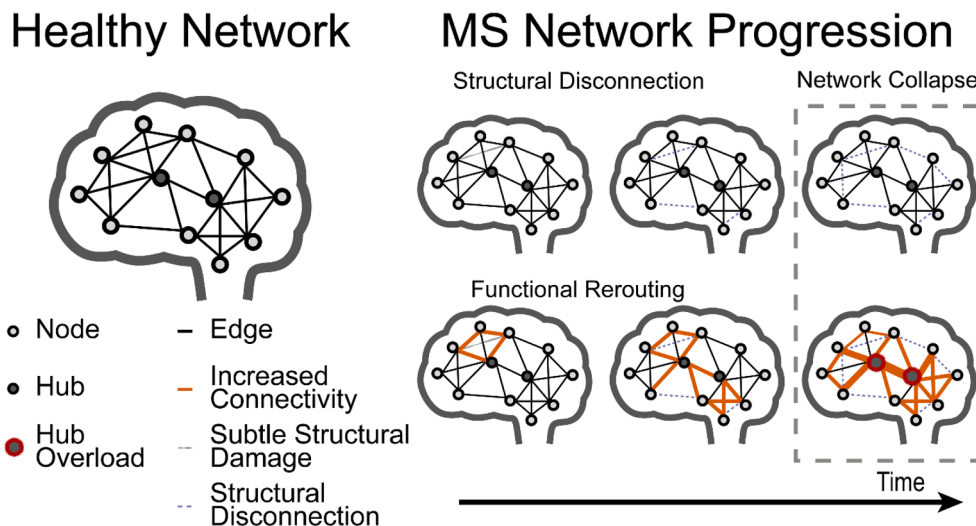 Healthy Network
MS Network Progression
Structural Disconnection
Network Collapse
Functional Rerouting
Node
Edge
Hub
Increased
Connectivity
Hub
Overload
Subtle Structural
Damage
Structural
Disconnection
Time